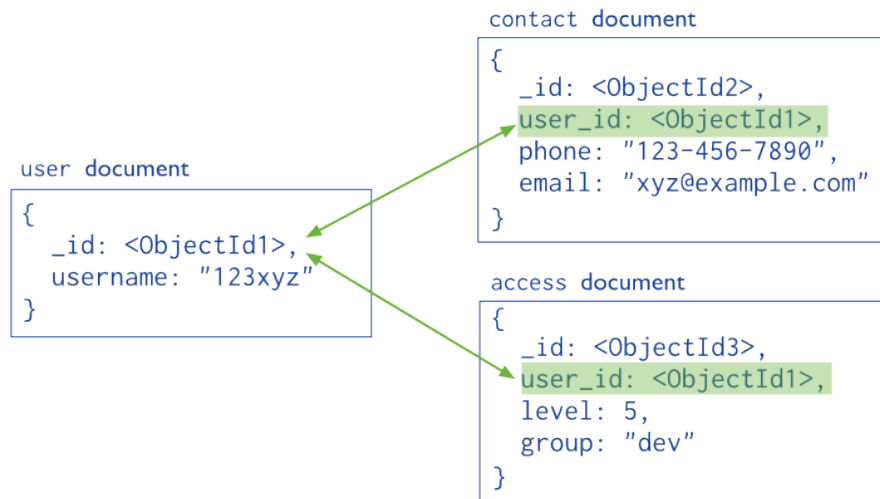 contact document
{
_id: <ObjectId2>,
user_id: <ObjectId1>,
phone: "123-456-7890",
email: "xyz@example.com"
}
user document
{
_id: <ObjectId1>,
username: "123xyz"
}
access document
{
_id: <ObjectId3>,
user_id: <ObjectId1>,
level: 5,
group: "dev"
}